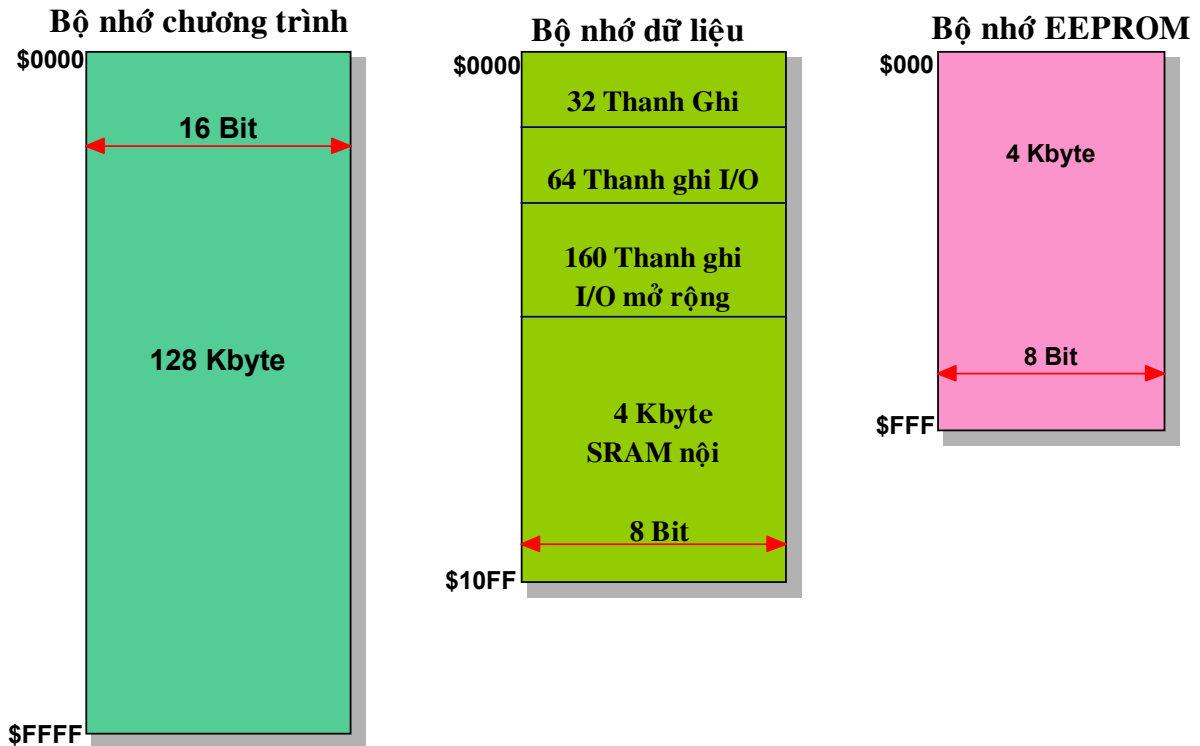 Bộ nhớ chương trình
$0000
16 Bit
128 Kbyte
$FFFF
Bộ nhớ dữ liệu
$0000
32 Thanh Ghi
64 Thanh ghi I/O
160 Thanh ghi
I/O mở rộng
4 Kbyte
SRAM nội
8 Bit
$10FF
Bộ nhớ EEPROM
$000
4 Kbyte
8 Bit
$FFF